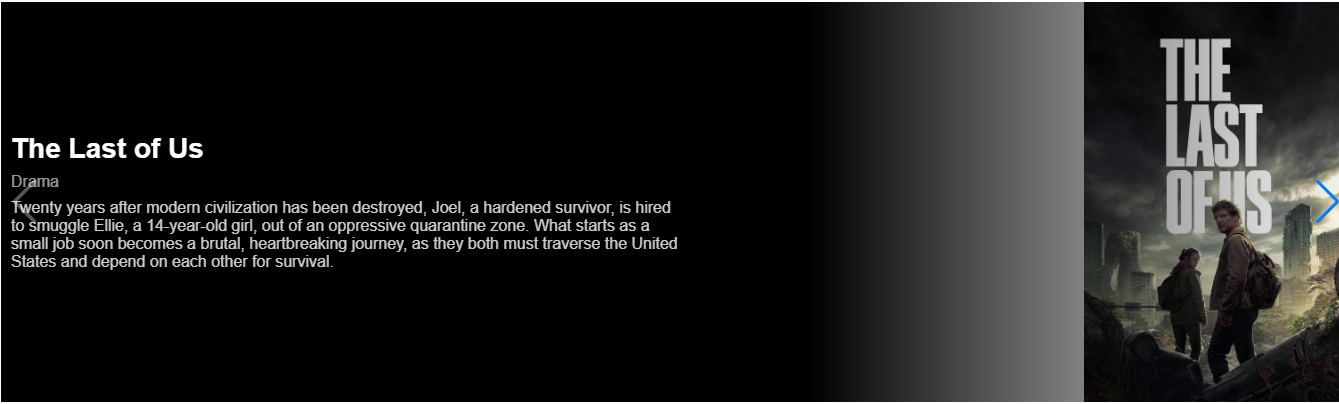 The Last of Us
Drama
Twenty years after modern civilization has been destroyed, Joel, a hardened survivor, is hired
to smuggle Ellie, a 14-year-old girl, out of an oppressive quarantine zone. What starts as a
small job soon becomes a brutal, heartbreaking journey, as they both must traverse the United
States and depend on each other for survival.
THE
LAST
OF US